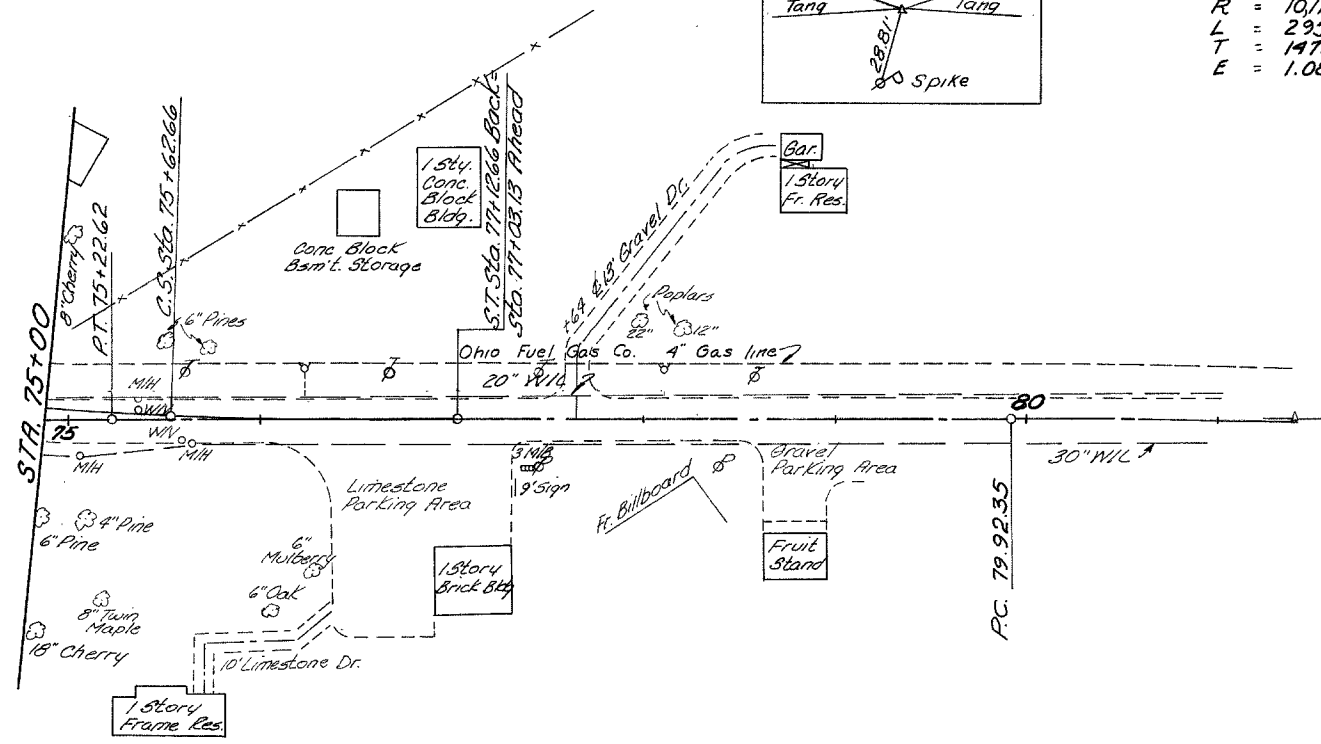 Tang
Tang
28.81'
Spike
R = 10,1
L = 295
T = 147
E = 1.08
STA. 75+00
8" Cherry
P.T. 75+22.62
C.S. Sta. 75+62.66
6" Pines
Conc Block
Bsm't. Storage
1 Sty.
Conc.
Block
Bldg.
S.T. Sta. 77+12.66 Back =
Sta. 77+03.13 Ahead
+64 ℄ 13' Gravel Dr.
Gar.
1 Story
Fr. Res.
Poplars
22"
12"
Ohio Fuel Gas Co. 4" Gas line
20" W/L
M/H
W/V
75
80
W/V
M/H
M/H
30" W/L
Limestone
Parking Area
3 M/B
9' Sign
Fr. Billboard
Gravel
Parking Area
Fruit
Stand
P.C. 79.92.35
4" Pine
6" Pine
6"
Mulberry
6" Oak
1 Story
Brick Bldg
8" Twin
Maple
18" Cherry
10' Limestone Dr.
1 Story
Frame Res.